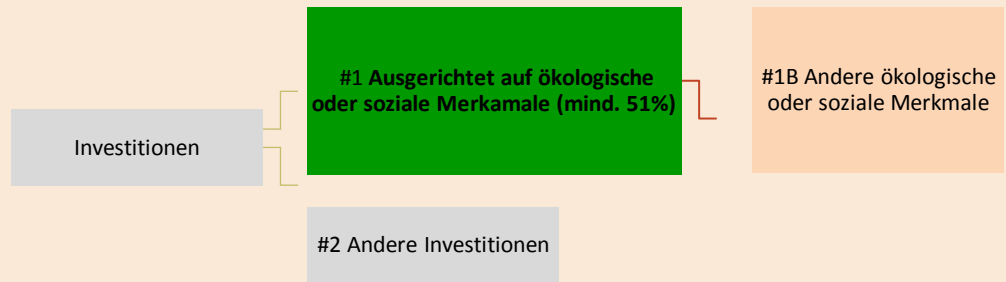 #1 Ausgerichtet auf ökologische
oder soziale Merkamale (mind. 51%)
#1B Andere ökologische
oder soziale Merkmale
Investitionen
#2 Andere Investitionen